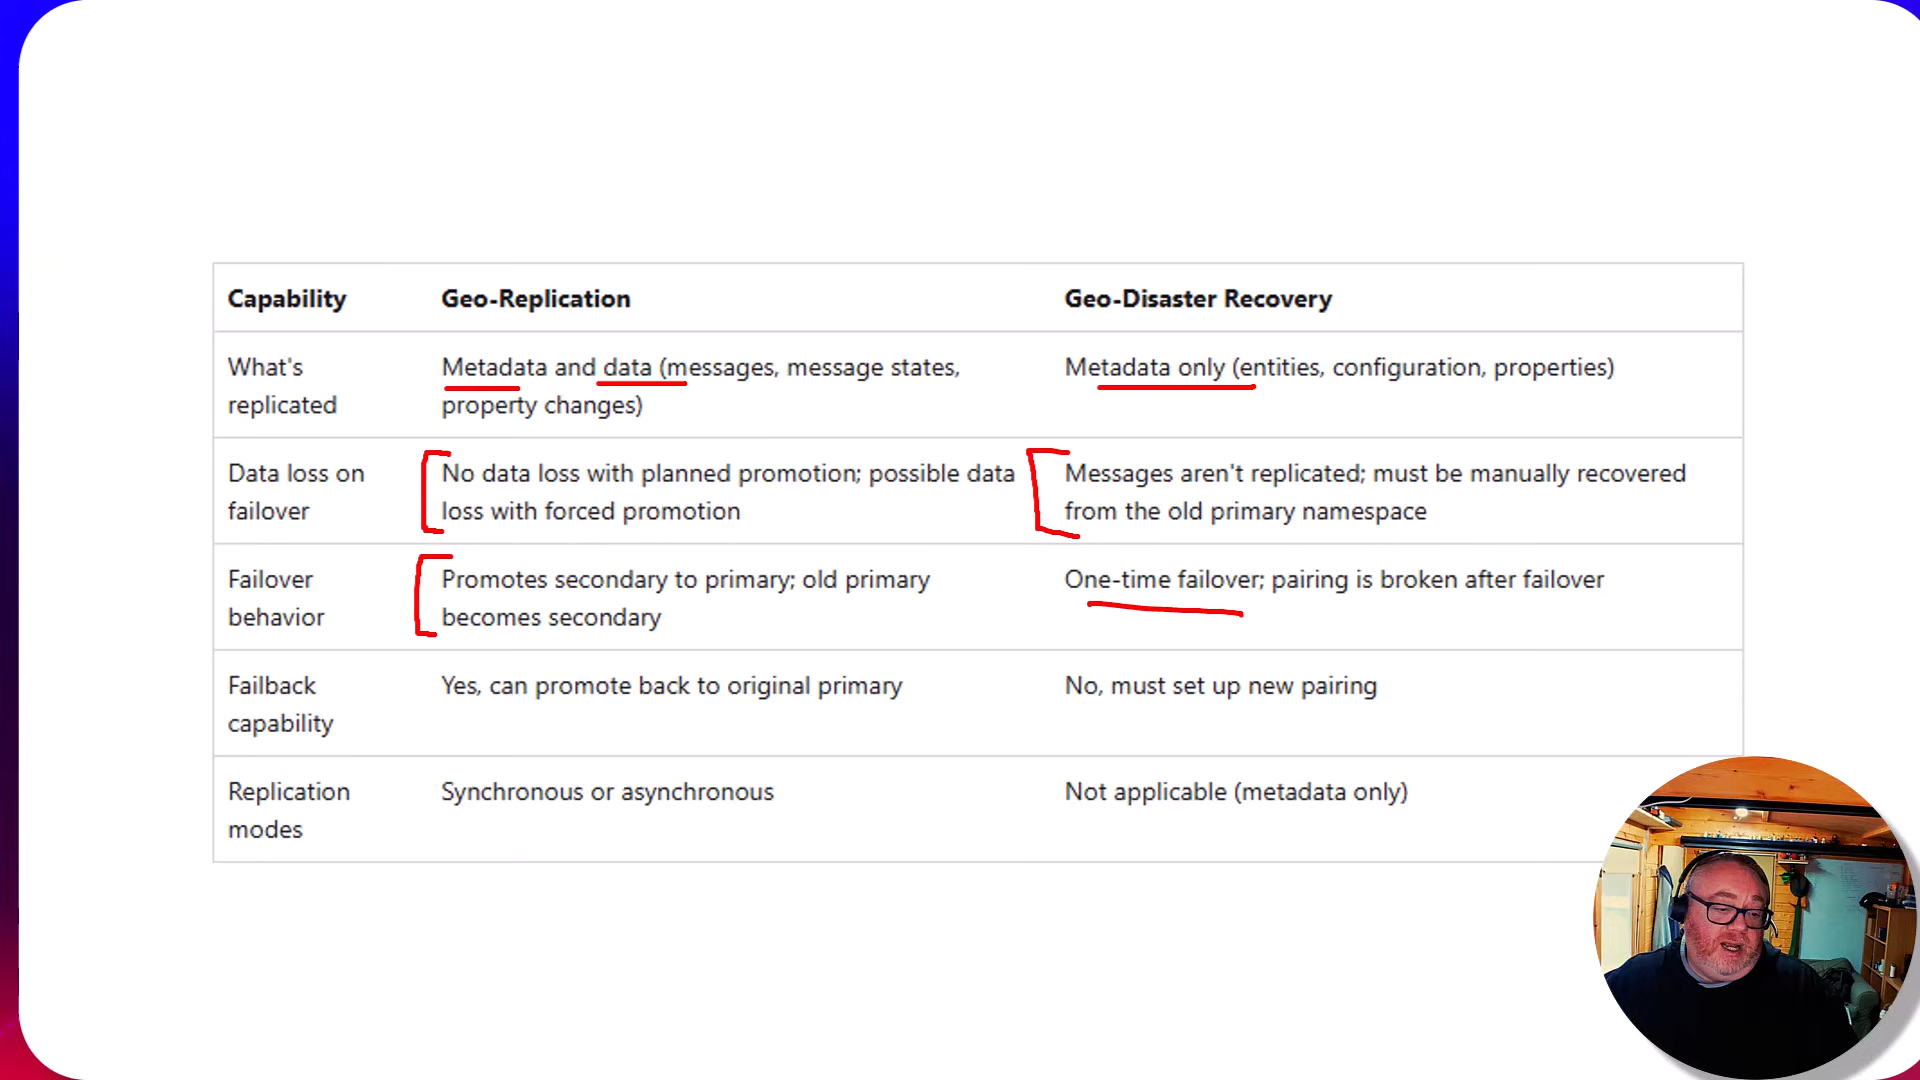 Capability Geo-Replication Geo-Disaster Recovery
What's Metadata and data (messages, message states, Metadata only (entities, configuration, properties)
replicated property changes)
Data loss on No data loss with planned promotion; possible data Messages aren't replicated; must be manually recovered
failover loss with forced promotion from the old primary namespace
Failover Promotes secondary to primary; old primary One-time failover; pairing is broken after failover
behavior becomes secondary
Failback Yes, can promote back to original primary No, must set up new pairing
capability
Replication Synchronous or asynchronous Not applicable (metadata only)
modes